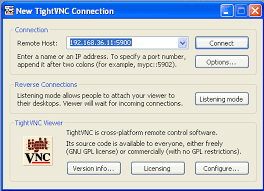 New TightVNC Connection
Connection
Remote Host: 192.168.36.11:5900
Connect
Enter a name or an IP address. To specify a port number,
append it after two colons (for example, mypc::5902).
Options...
Reverse Connections
Listening mode allows people to attach your viewer to
their desktops. Viewer will wait for incoming connections.
Listening mode
TightVNC Viewer
tight
VNC
TightVNC is cross-platform remote control software.
Its source code is available to everyone, either freely
(GNU GPL license) or commercially (with no GPL restrictions).
Version info...
Licensing
Configure...